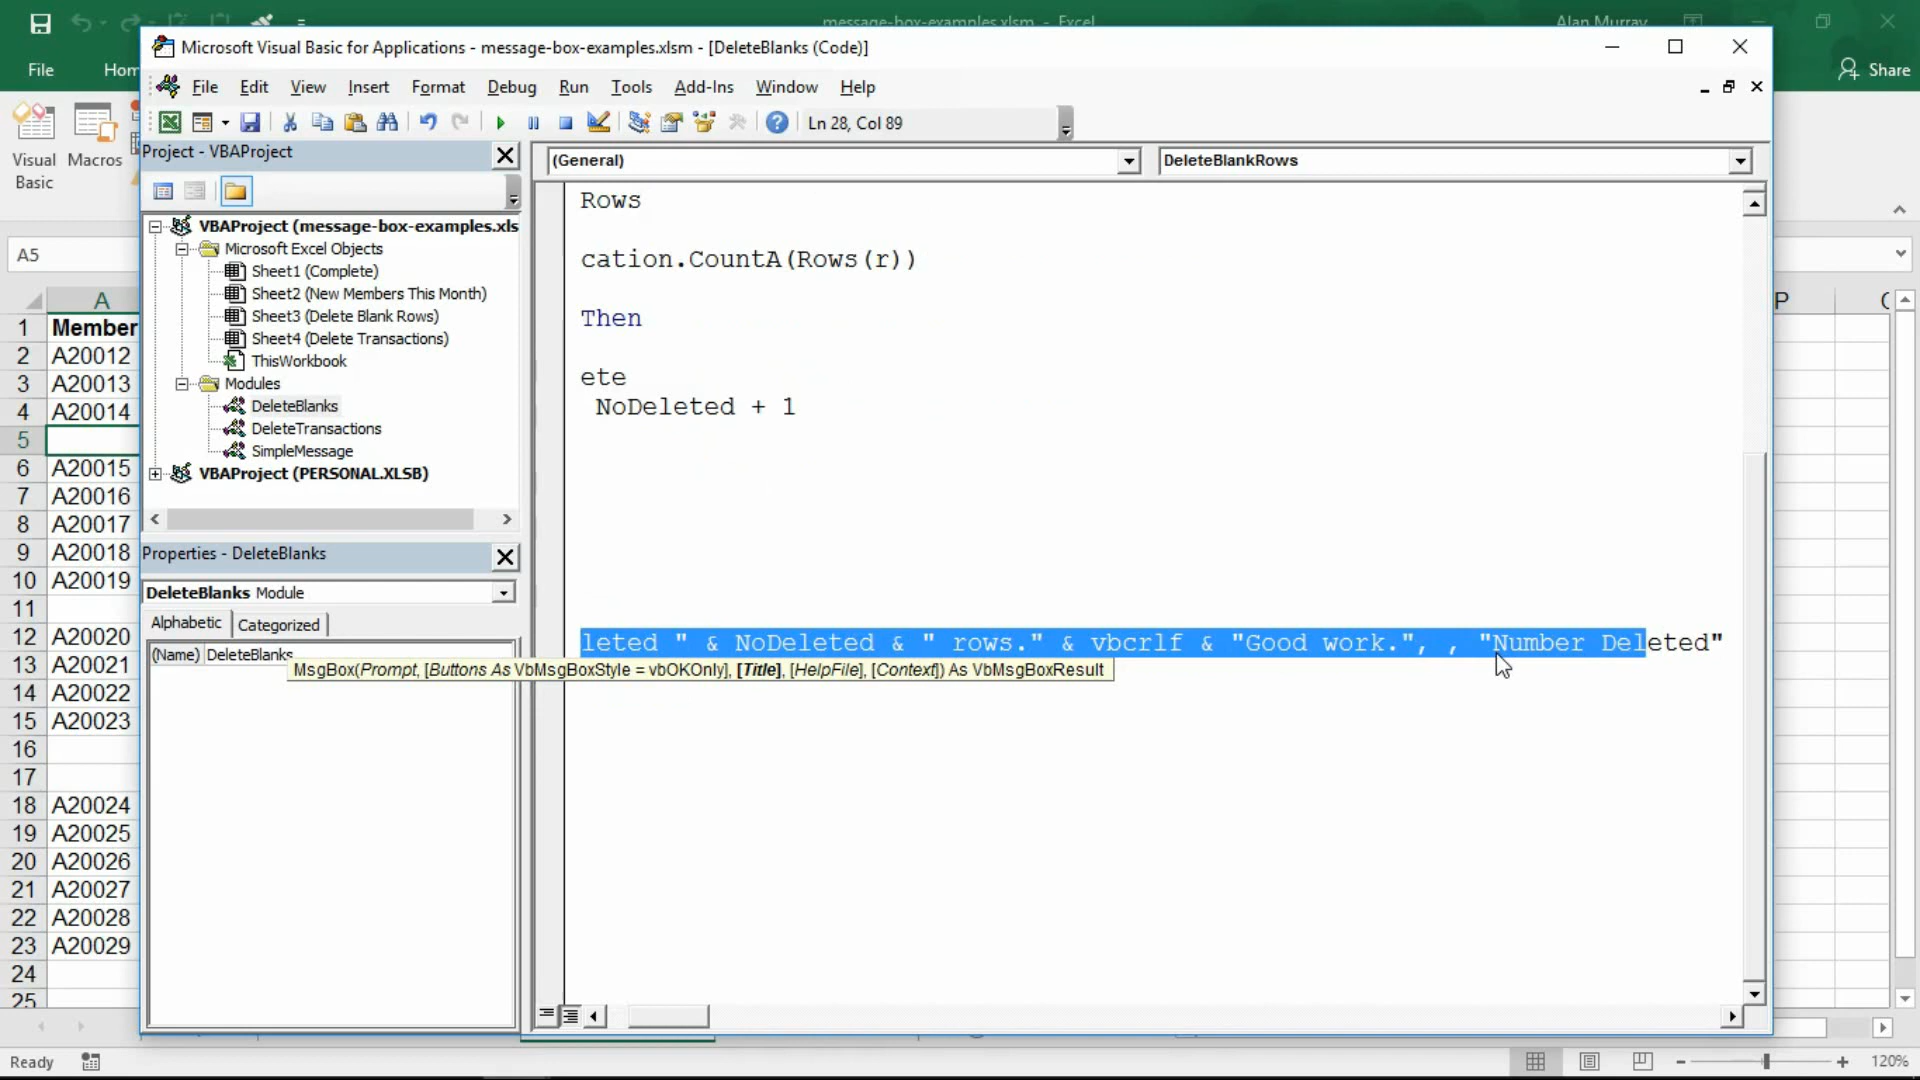 message-box-examples.xlsm - Excel
Alan Murray
File
Hom
Share
Visual Basic
Macros
A5
Microsoft Visual Basic for Applications - message-box-examples.xlsm - [DeleteBlanks (Code)]
File Edit View Insert Format Debug Run Tools Add-Ins Window Help
Ln 28, Col 89
Project - VBAProject
VBAProject (message-box-examples.xls
Microsoft Excel Objects
Sheet1 (Complete)
Sheet2 (New Members This Month)
Sheet3 (Delete Blank Rows)
Sheet4 (Delete Transactions)
ThisWorkbook
Modules
DeleteBlanks
DeleteTransactions
SimpleMessage
VBAProject (PERSONAL.XLSB)
Properties - DeleteBlanks
DeleteBlanks Module
Alphabetic Categorized
(Name) DeleteBlanks
(General)
DeleteBlankRows
Rows
cation.CountA(Rows(r))
Then
ete
NoDeleted + 1
leted " & NoDeleted & " rows." & vbcrlf & "Good work.", , "Number Deleted"
MsgBox(Prompt, [Buttons As VbMsgBoxStyle = vbOKOnly], [Title], [HelpFile], [Context]) As VbMsgBoxResult
A
P
1 Member
2 A20012
3 A20013
4 A20014
5
6 A20015
7 A20016
8 A20017
9 A20018
10 A20019
11
12 A20020
13 A20021
14 A20022
15 A20023
16
17
18 A20024
19 A20025
20 A20026
21 A20027
22 A20028
23 A20029
24
25
Ready
120%